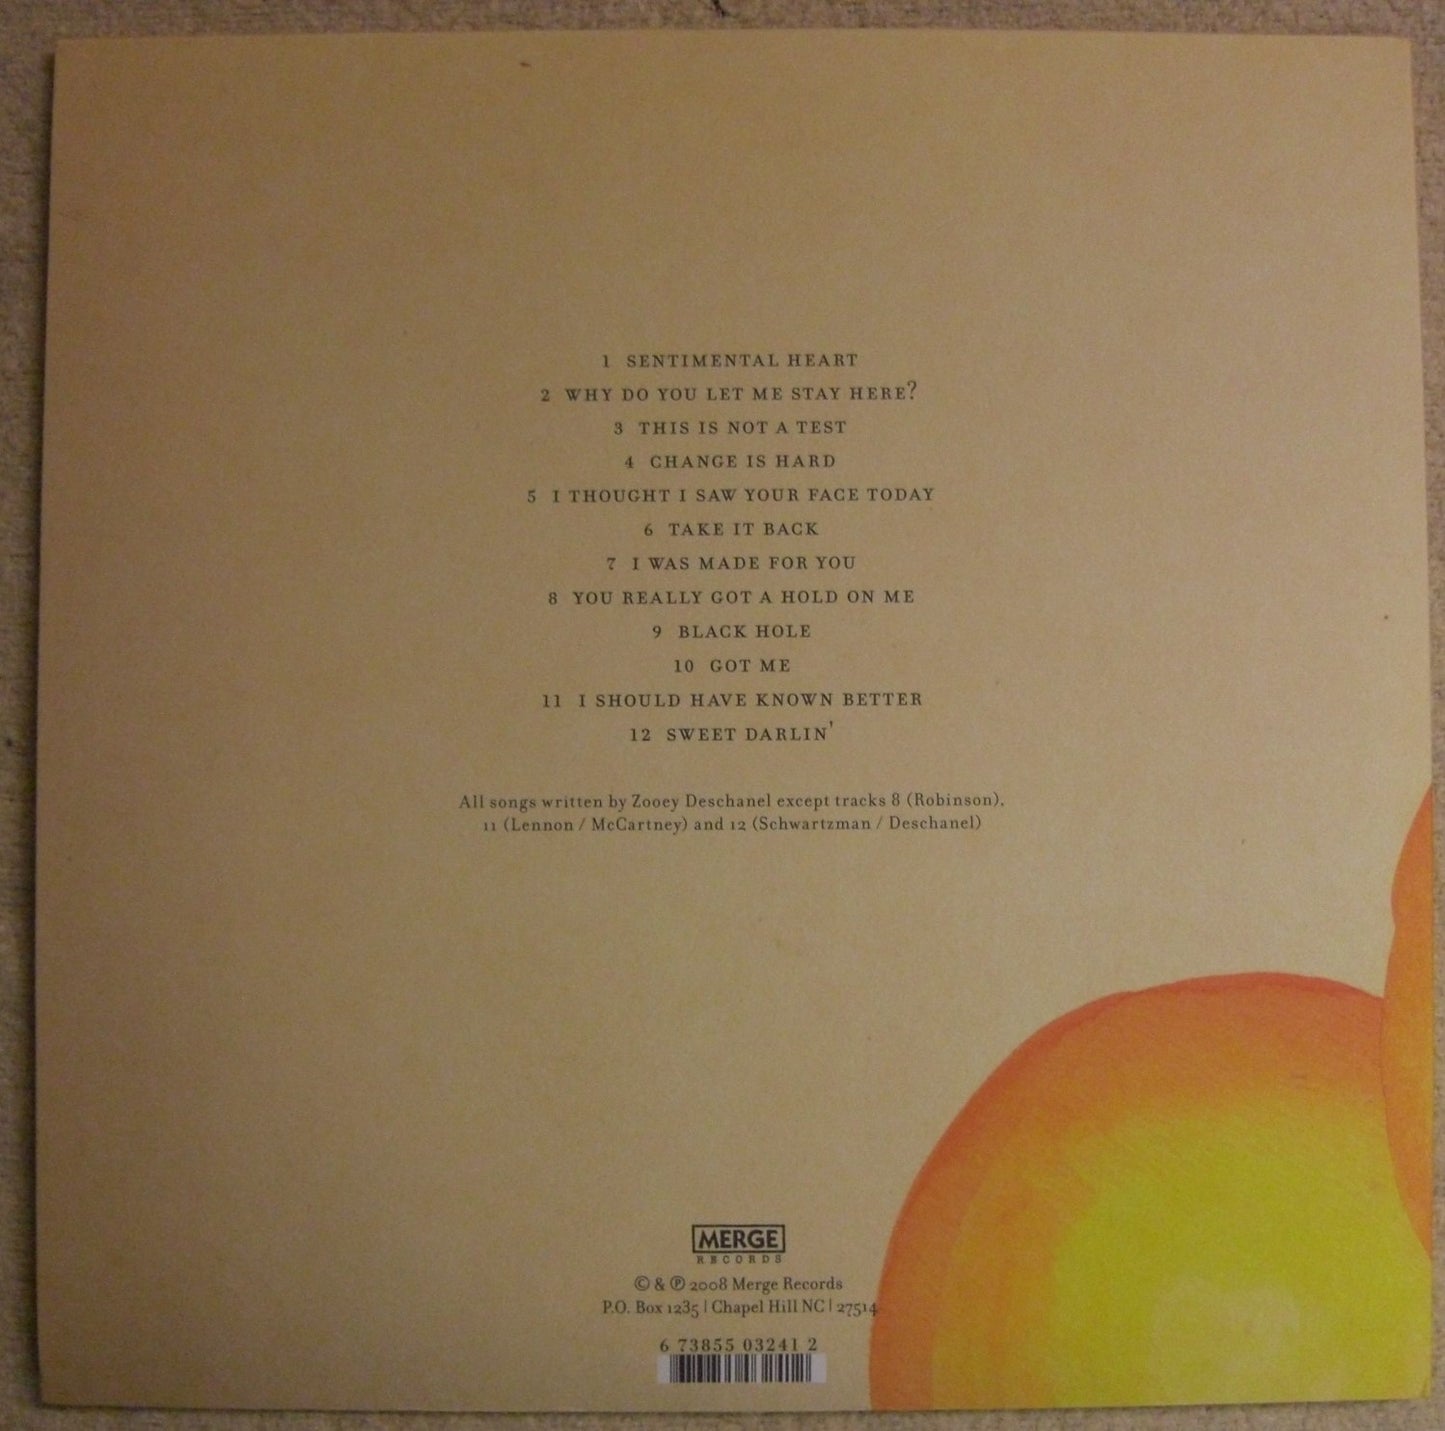 1 SENTIMENTAL HEART
2 WHY DO YOU LET ME STAY HERE?
3 THIS IS NOT A TEST
4 CHANGE IS HARD
5 I THOUGHT I SAW YOUR FACE TODAY
6 TAKE IT BACK
7 I WAS MADE FOR YOU
8 YOU REALLY GOT A HOLD ON ME
9 BLACK HOLE
10 GOT ME
11 I SHOULD HAVE KNOWN BETTER
12 SWEET DARLIN'
All songs written by Zooey Deschanel except tracks 8 (Robinson),
11 (Lennon / McCartney) and 12 (Schwartzman / Deschanel)
MERGE
RECORDS
© & ℗ 2008 Merge Records
P.O. Box 1235 | Chapel Hill NC | 27514
6 73855 03241 2